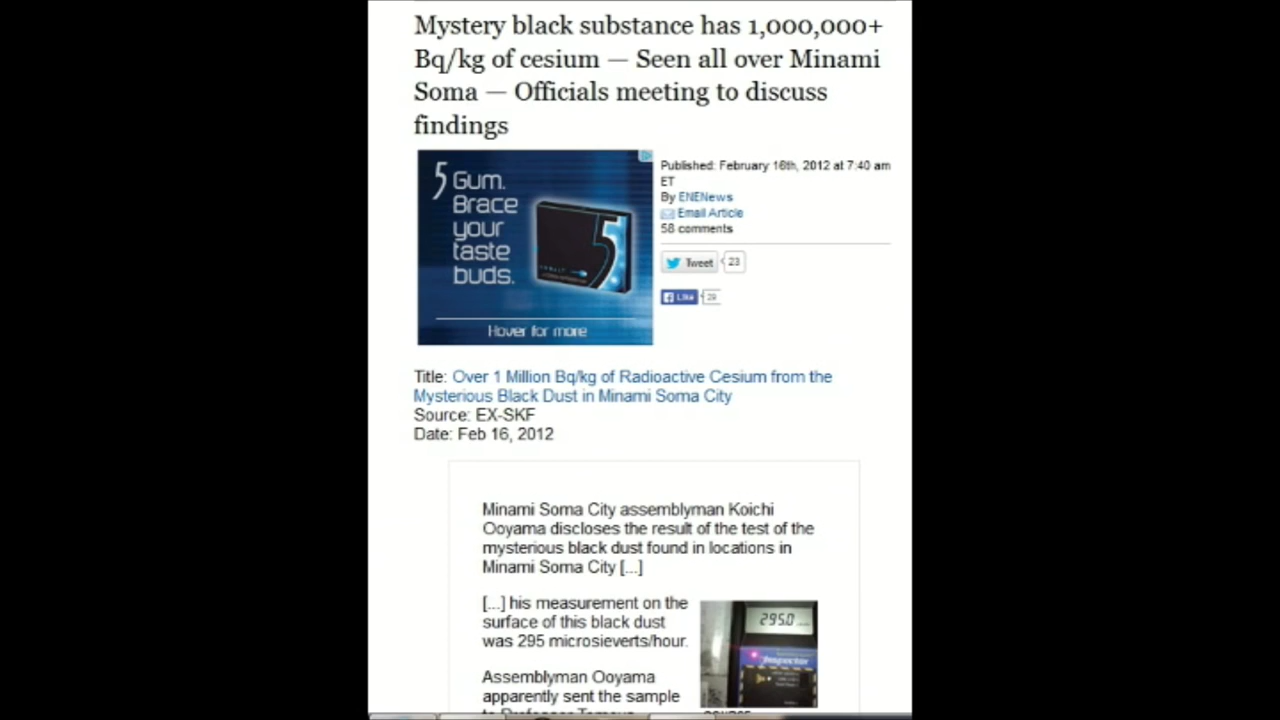 Mystery black substance has 1,000,000+
Bq/kg of cesium — Seen all over Minami
Soma — Officials meeting to discuss
findings
5 Gum.
Brace
your
taste
buds.
5
Hover for more
Published: February 16th, 2012 at 7:40 am
ET
By ENENews
Email Article
58 comments
Tweet 23
Like
Title: Over 1 Million Bq/kg of Radioactive Cesium from the
Mysterious Black Dust in Minami Soma City
Source: EX-SKF
Date: Feb 16, 2012
Minami Soma City assemblyman Koichi
Ooyama discloses the result of the test of the
mysterious black dust found in locations in
Minami Soma City [...]
[...] his measurement on the
surface of this black dust
was 295 microsieverts/hour.
295.0
Inspector
Assemblyman Ooyama
apparently sent the sample